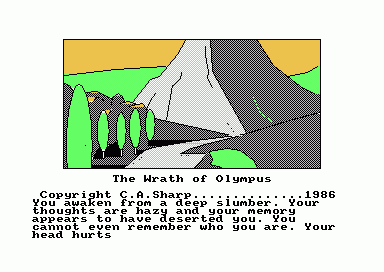 The Wrath of Olympus
Copyright C.A.Sharp..............1986
You awaken from a deep slumber. Your
thoughts are hazy and your memory
appears to have deserted you. You
cannot even remember who you are. Your
head hurts